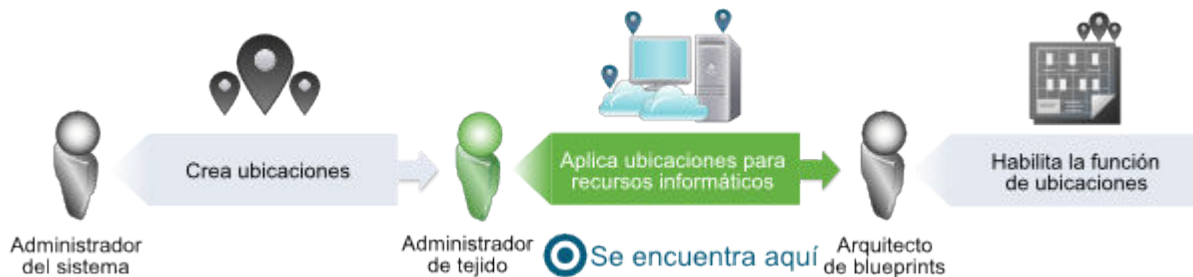 Crea ubicaciones
Aplica ubicaciones para
recursos informáticos
Habilita la función
de ubicaciones
Administrador
del sistema
Administrador
de tejido
Se encuentra aquí
Arquitecto
de blueprints